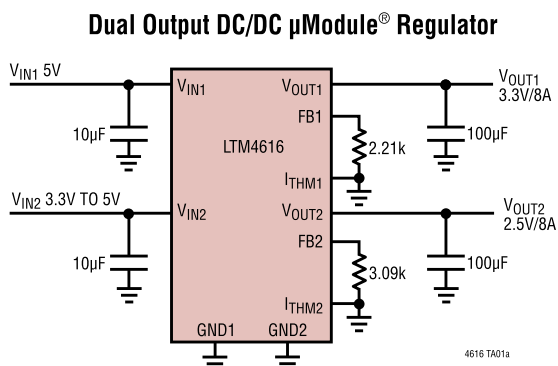 Dual Output DC/DC µModule® Regulator
VIN1 5V
VIN1
VOUT1
VOUT1
3.3V/8A
FB1
10µF
LTM4616
2.21k
100µF
ITHM1
VIN2 3.3V TO 5V
VIN2
VOUT2
VOUT2
2.5V/8A
FB2
10µF
3.09k
100µF
ITHM2
GND1
GND2
4616 TA01a